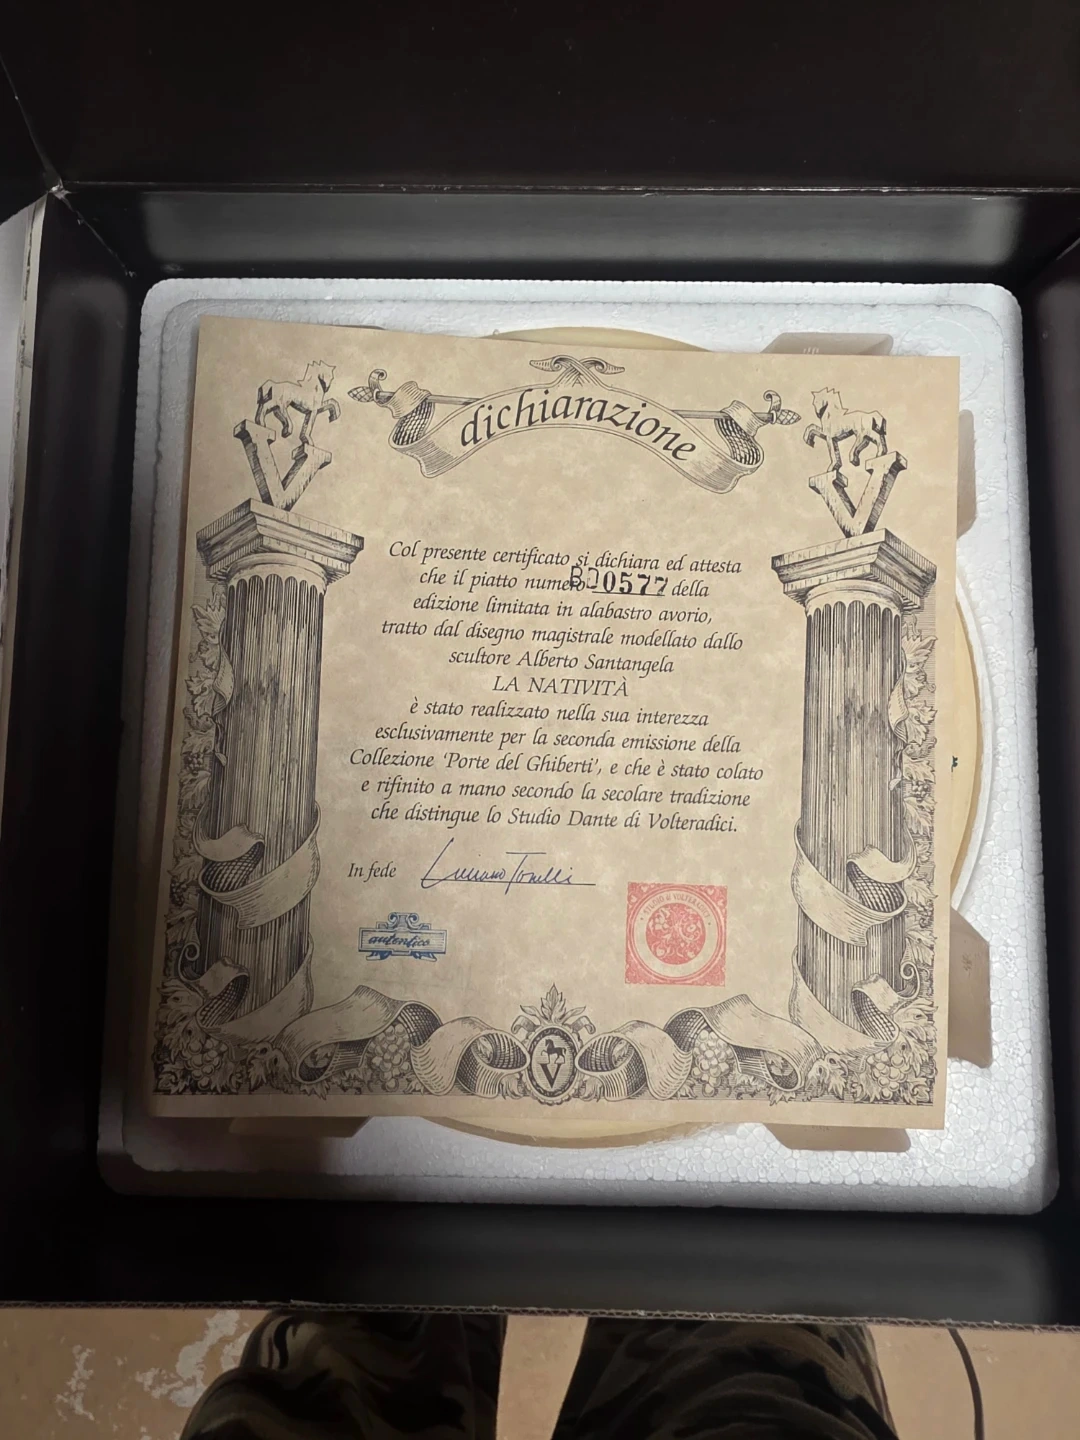 dichiarazione
Col presente certificato si dichiara ed attesta
che il piatto numero B00577 della
edizione limitata in alabastro avorio,
tratto dal disegno magistrale modellato dallo
scultore Alberto Santangela
LA NATIVITÀ
è stato realizzato nella sua interezza
esclusivamente per la seconda emissione della
Collezione 'Porte del Ghiberti', e che è stato colato
e rifinito a mano secondo la secolare tradizione
che distingue lo Studio Dante di Volteradici.
In fede Luciano Tonelli
autentico
V